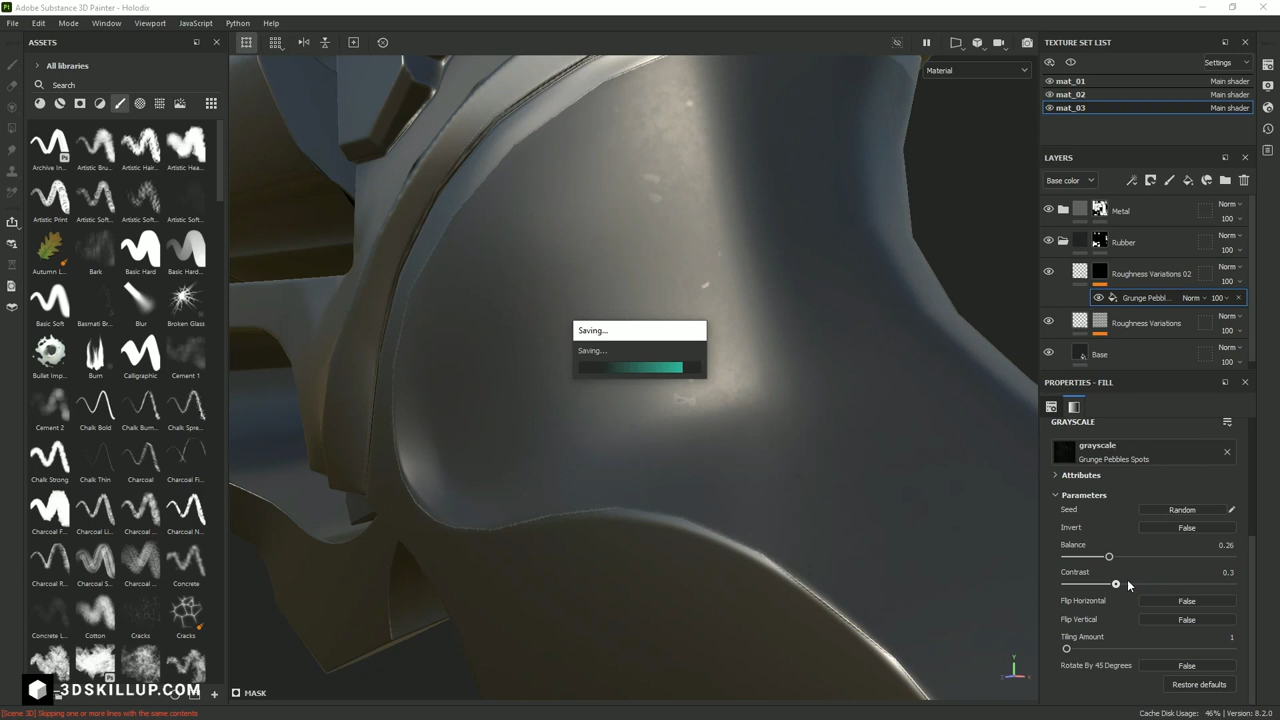 Adobe Substance 3D Painter - Holodix
File Edit Mode Window Viewport JavaScript Python Help
ASSETS
All libraries
Search
Archive In...
Artistic Bru...
Artistic Hair...
Artistic Hea...
Artistic Print
Artistic Soft...
Artistic Soft...
Artistic Soft...
Autumn L...
Bark
Basic Hard
Basic Hard...
Basic Soft
Basmati Br...
Blur
Broken Glass
Bullet Imp...
Burn
Calligraphic
Cement 1
Cement 2
Chalk Bold
Chalk Bum...
Chalk Spre...
Chalk Strong
Chalk Thin
Charcoal
Charcoal Fi...
Charcoal F...
Charcoal Li...
Charcoal ...
Charcoal N...
Charcoal R...
Charcoal S...
Charcoal ...
Concrete
Concrete L...
Cotton
Cracks
Cracks
3DSKILLUP.COM
Material
Saving...
Saving...
MASK
Y
TEXTURE SET LIST
Settings
mat_01 Main shader
mat_02 Main shader
mat_03 Main shader
LAYERS
Base color
Metal Norm 100
Rubber Norm 100
Roughness Variations 02 Norm 100
Grunge Pebbl... Norm 100
Roughness Variations Norm 100
Base Norm 100
PROPERTIES - FILL
GRAYSCALE
grayscale
Grunge Pebbles Spots
Attributes
Parameters
Seed Random
Invert False
Balance 0.26
Contrast 0.3
Flip Horizontal False
Flip Vertical False
Tiling Amount 1
Rotate By 45 Degrees False
Restore defaults
[Scene 3D] Skipping one or more lines with the same contents
Cache Disk Usage: 46% | Version: 8.2.0